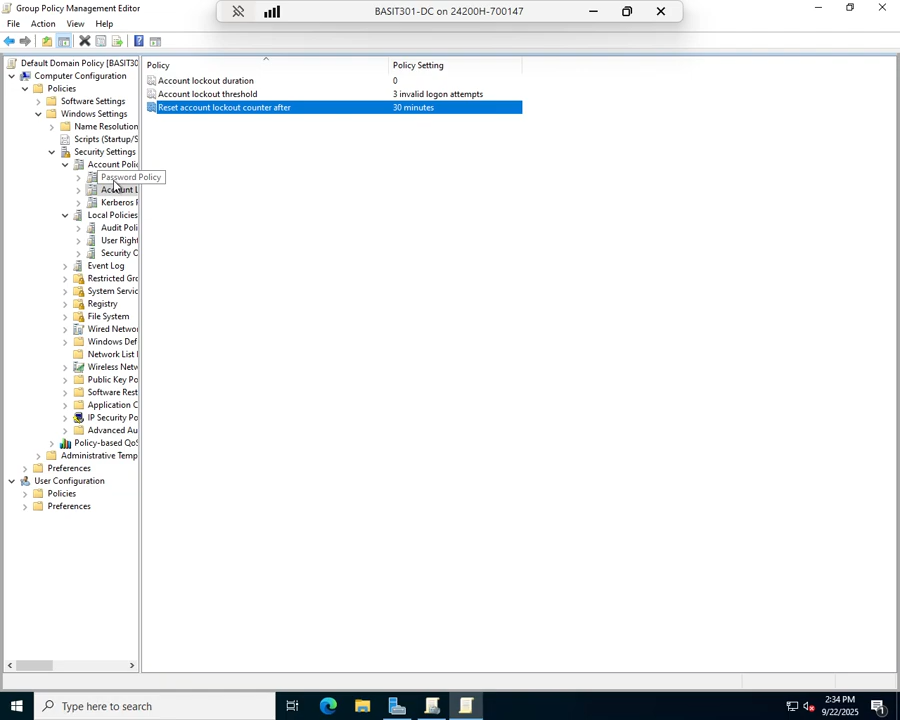 Group Policy Management Editor
BASIT301-DC on 24200H-700147
File Action View Help
Default Domain Policy [BASIT30
Computer Configuration
Policies
Software Settings
Windows Settings
Name Resolution
Scripts (Startup/S
Security Settings
Account Polic
Password Policy
Account L
Kerberos P
Local Policies
Audit Poli
User Right
Security O
Event Log
Restricted Gro
System Servic
Registry
File System
Wired Networ
Windows Def
Network List
Wireless Netw
Public Key Po
Software Rest
Application C
IP Security Po
Advanced Au
Policy-based QoS
Administrative Temp
Preferences
User Configuration
Policies
Preferences
Policy Policy Setting
Account lockout duration 0
Account lockout threshold 3 invalid logon attempts
Reset account lockout counter after 30 minutes
Type here to search
2:34 PM
9/22/2025
1